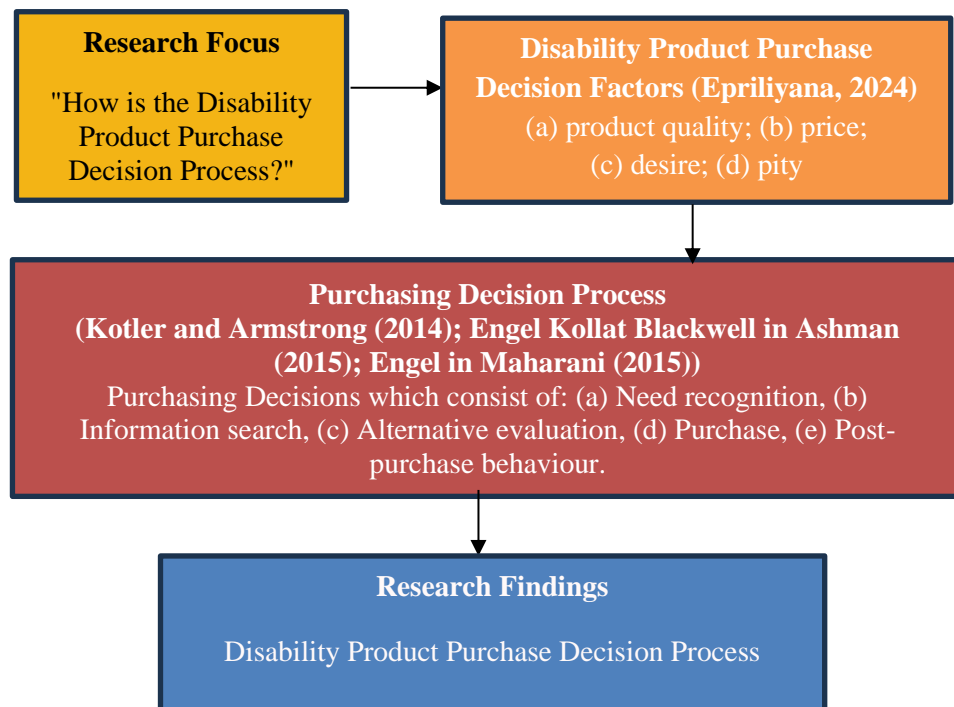 Research Focus
"How is the Disability
Product Purchase
Decision Process?"
Disability Product Purchase
Decision Factors (Epriliyana, 2024)
(a) product quality; (b) price;
(c) desire; (d) pity
Purchasing Decision Process
(Kotler and Armstrong (2014); Engel Kollat Blackwell in Ashman
(2015); Engel in Maharani (2015))
Purchasing Decisions which consist of: (a) Need recognition, (b)
Information search, (c) Alternative evaluation, (d) Purchase, (e) Post-
purchase behaviour.
Research Findings
Disability Product Purchase Decision Process